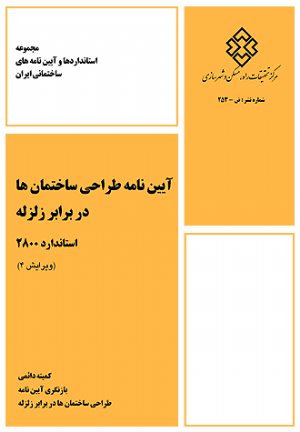 مجموعه
استانداردها و آیین نامه های
ساختمانی ایران
مرکز تحقیقات راه، مسکن و شهرسازی
شماره نشر: ض - ۲۵۳
آیین نامه طراحی ساختمان ها
در برابر زلزله
استاندارد ۲۸۰۰
(ویرایش ۴)
کمیته دائمی
بازنگری آیین نامه
طراحی ساختمان ها در برابر زلزله